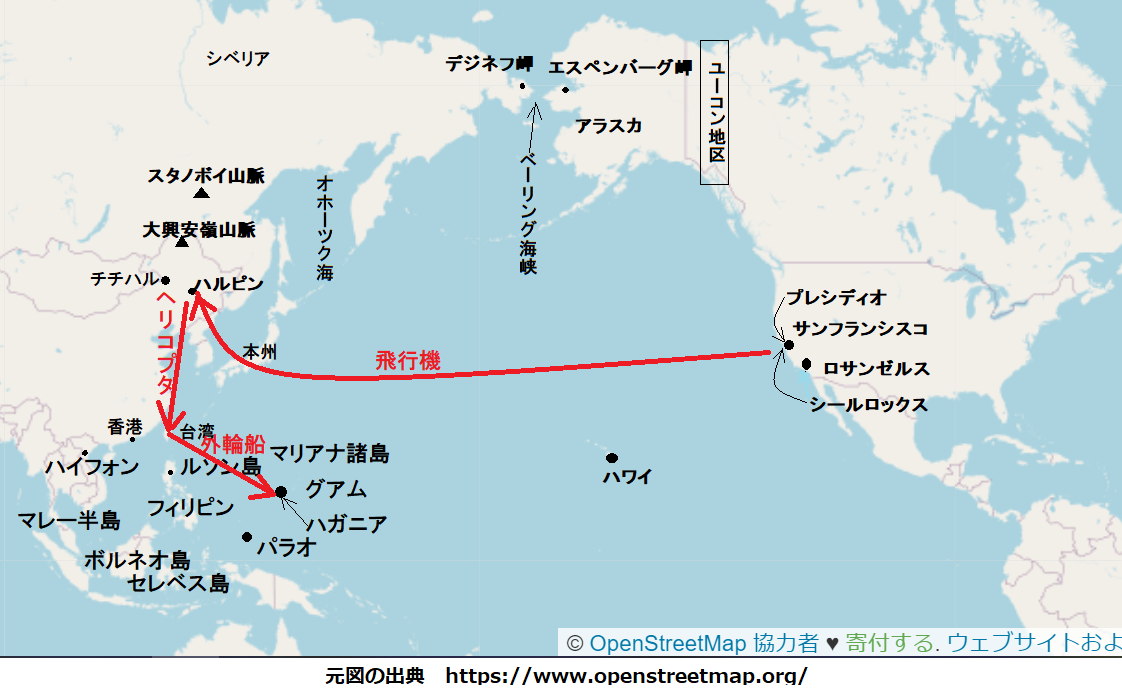 シベリア
デジネフ岬
エスペンバーグ岬
ユーコン地区
アラスカ
ベーリング海峡
スタノボイ山脈
オホーツク海
大興安嶺山脈
チチハル
ハルピン
ヘリコプタ
本州
飛行機
プレシディオ
サンフランシスコ
ロサンゼルス
シールロックス
香港
台湾
外輪船
マリアナ諸島
ハイフォン
ルソン島
ハワイ
グアム
フィリピン
マレー半島
ハガニア
パラオ
ボルネオ島
セレベス島
© OpenStreetMap 協力者 ♥ 寄付する. ウェブサイトおよ
元図の出典 https://www.openstreetmap.org/